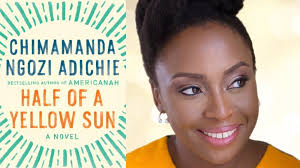 CHIMAMANDA
NGOZI ADICHIE
BESTSELLING AUTHOR OF AMERICANAH
HALF OF A
YELLOW SUN
A NOVEL